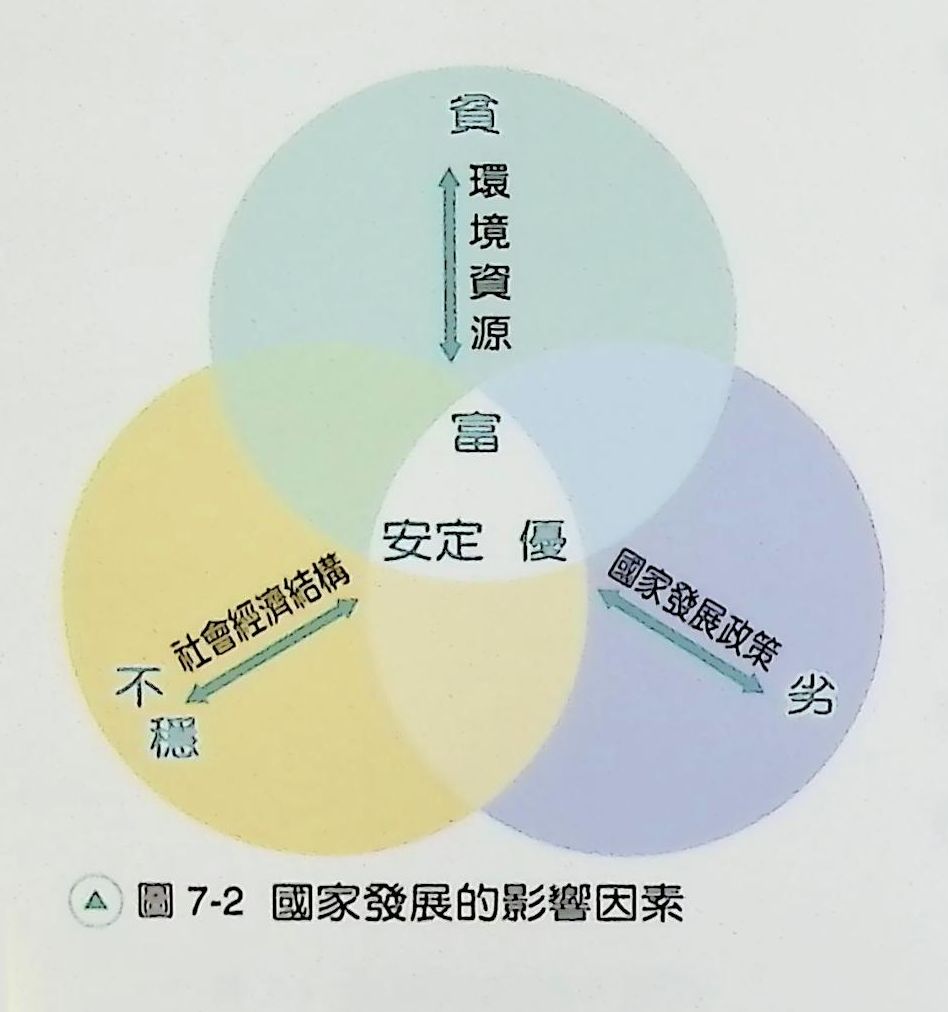 貧
環境資源
富
安定 優
社會經濟結構
國家發展政策
不穩
劣
圖 7-2 國家發展的影響因素